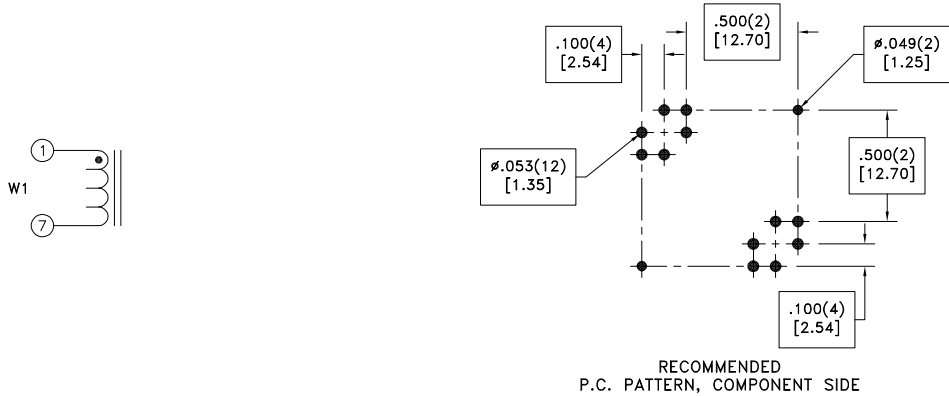 1
W1
7
.100(4)
[2.54]
.500(2)
[12.70]
ø.049(2)
[1.25]
ø.053(12)
[1.35]
.500(2)
[12.70]
.100(4)
[2.54]
RECOMMENDED
P.C. PATTERN, COMPONENT SIDE